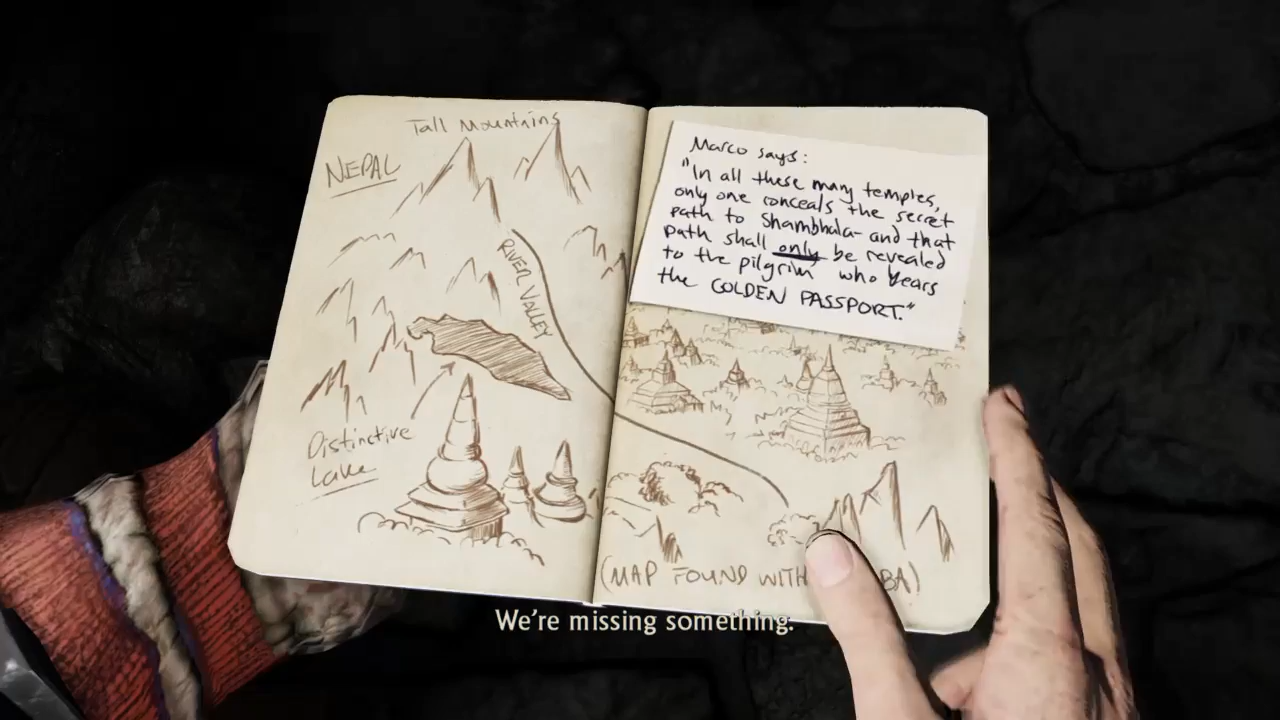 Tall Mountains
NEPAL
RIVER VALLEY
Distinctive
Lake
Marco says:
"In all these many temples,
only one conceals the secret
path to Shambhala- and that
path shall only be revealed
to the pilgrim who bears
the GOLDEN PASSPORT."
(MAP FOUND WITH BA)
We're missing something.